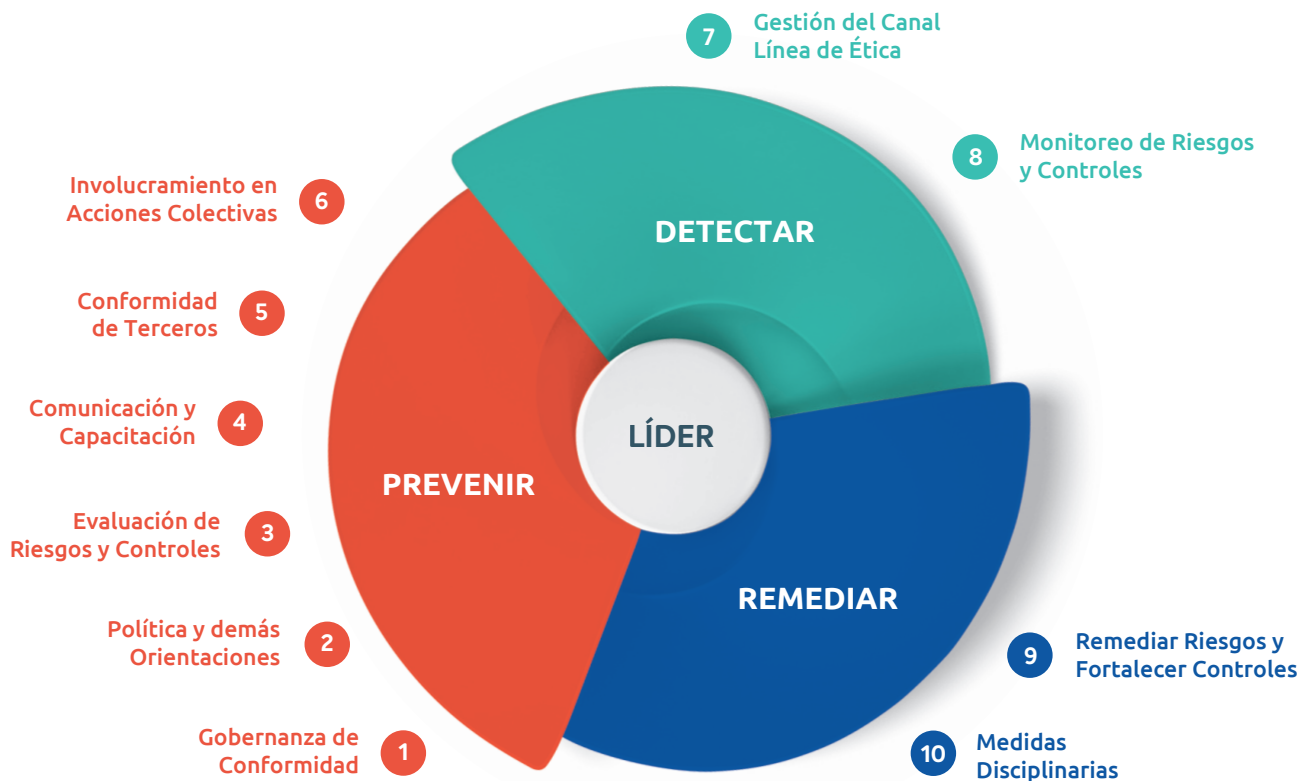 7
Gestión del Canal
Línea de Ética
8
Monitoreo de Riesgos
y Controles
DETECTAR
Involucramiento en
Acciones Colectivas
6
Conformidad
de Terceros
5
Comunicación y
Capacitación
4
Evaluación de
Riesgos y Controles
3
Política y demás
Orientaciones
2
Gobernanza de
Conformidad
1
PREVENIR
LÍDER
REMEDIAR
9
Remediar Riesgos y
Fortalecer Controles
10
Medidas
Disciplinarias